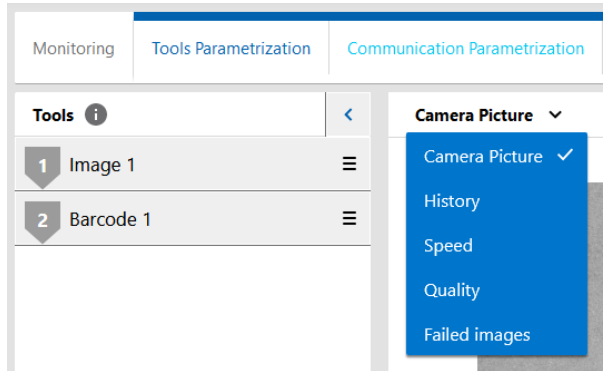 Monitoring
Tools Parametrization
Communication Parametrization
Tools
Camera Picture
1 Image 1
2 Barcode 1
Camera Picture
History
Speed
Quality
Failed images